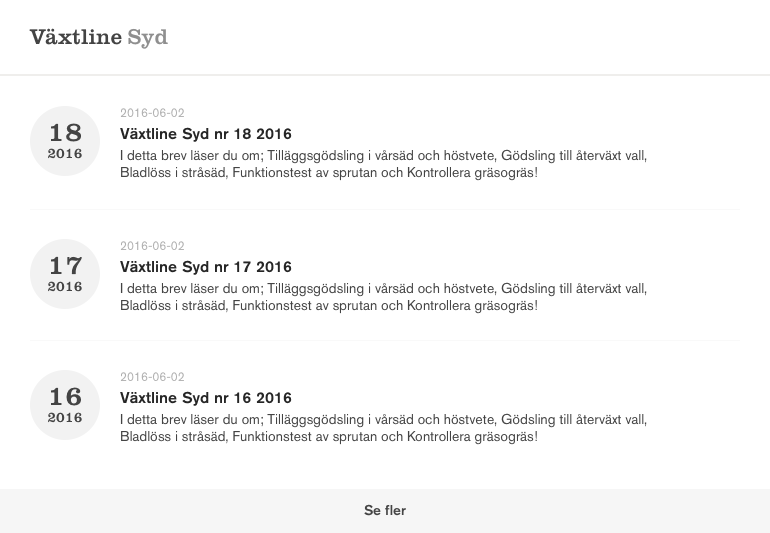 Växtline Syd
18
2016
2016-06-02
Växtline Syd nr 18 2016
I detta brev läser du om; Tilläggsgödsling i vårsäd och höstvete, Gödsling till återväxt vall,
Bladlöss i stråsäd, Funktionstest av sprutan och Kontrollera gräsogräs!
17
2016
2016-06-02
Växtline Syd nr 17 2016
I detta brev läser du om; Tilläggsgödsling i vårsäd och höstvete, Gödsling till återväxt vall,
Bladlöss i stråsäd, Funktionstest av sprutan och Kontrollera gräsogräs!
16
2016
2016-06-02
Växtline Syd nr 16 2016
I detta brev läser du om; Tilläggsgödsling i vårsäd och höstvete, Gödsling till återväxt vall,
Bladlöss i stråsäd, Funktionstest av sprutan och Kontrollera gräsogräs!
Se fler